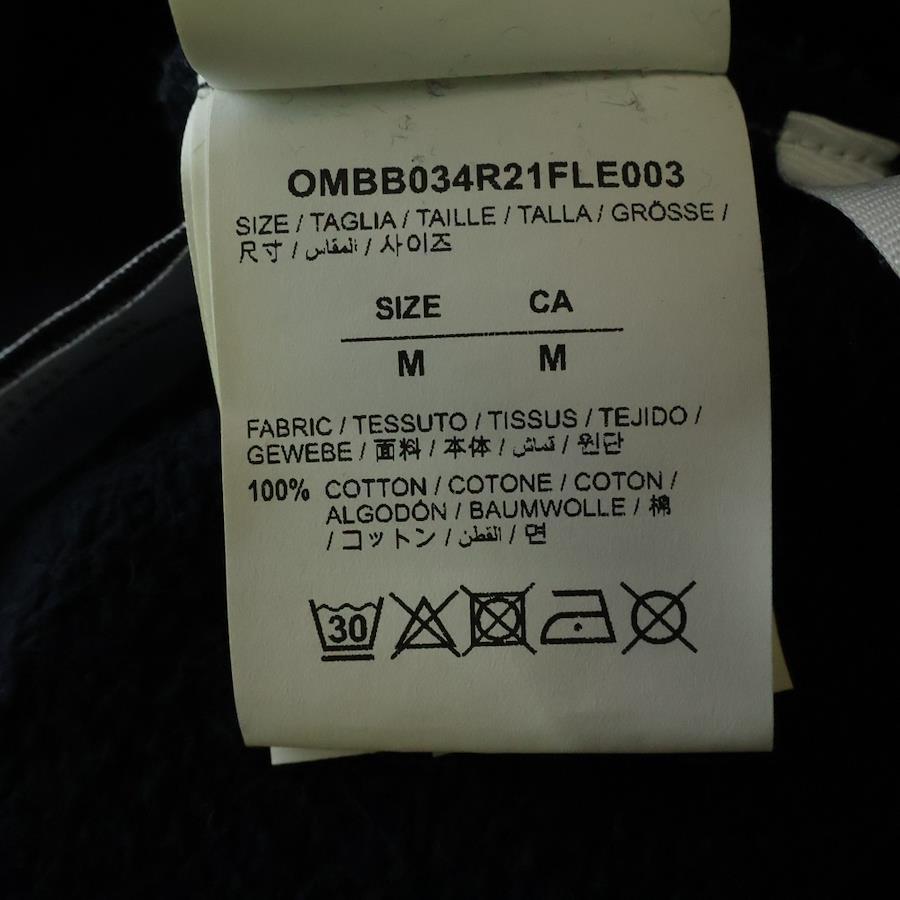 OMBB034R21FLE003
SIZE / TAGLIA / TAILLE / TALLA / GRÖSSE /
尺寸 / المقاس / 사이즈
SIZE CA
M M
FABRIC / TESSUTO / TISSUS / TEJIDO /
GEWEBE / 面料 / 本体 / قماش / 원단
100% COTTON / COTONE / COTON /
ALGODÓN / BAUMWOLLE / 棉
/ コットン / القطن / 면
30